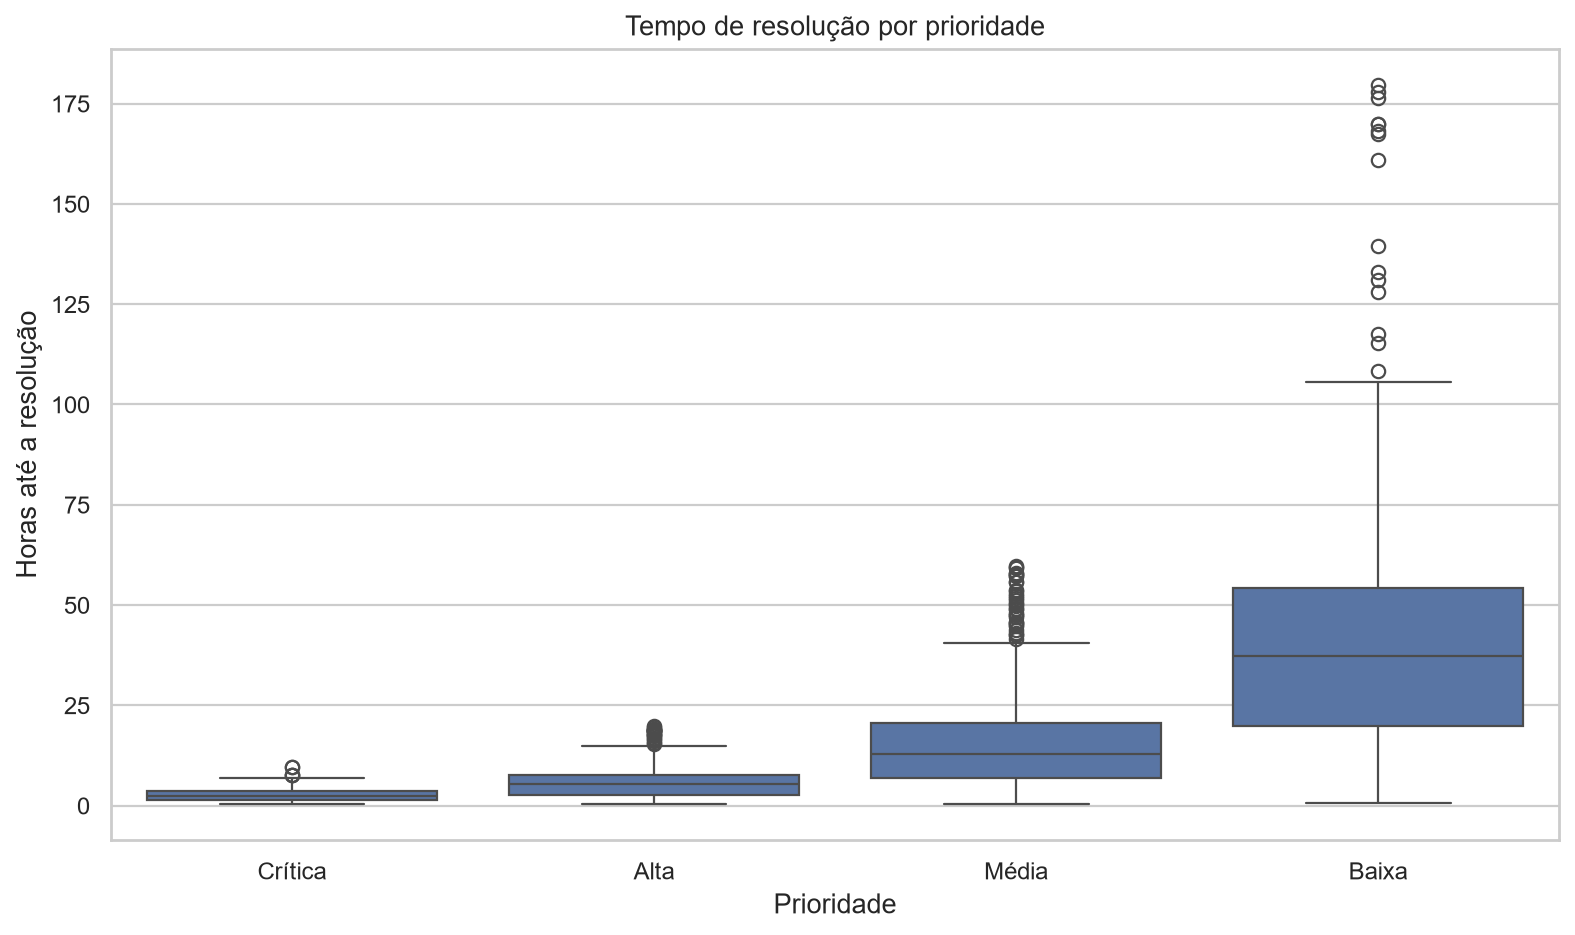 Tempo de resolução por prioridade
Horas até a resolução
175
150
125
100
75
50
25
0
Crítica
Alta
Média
Baixa
Prioridade